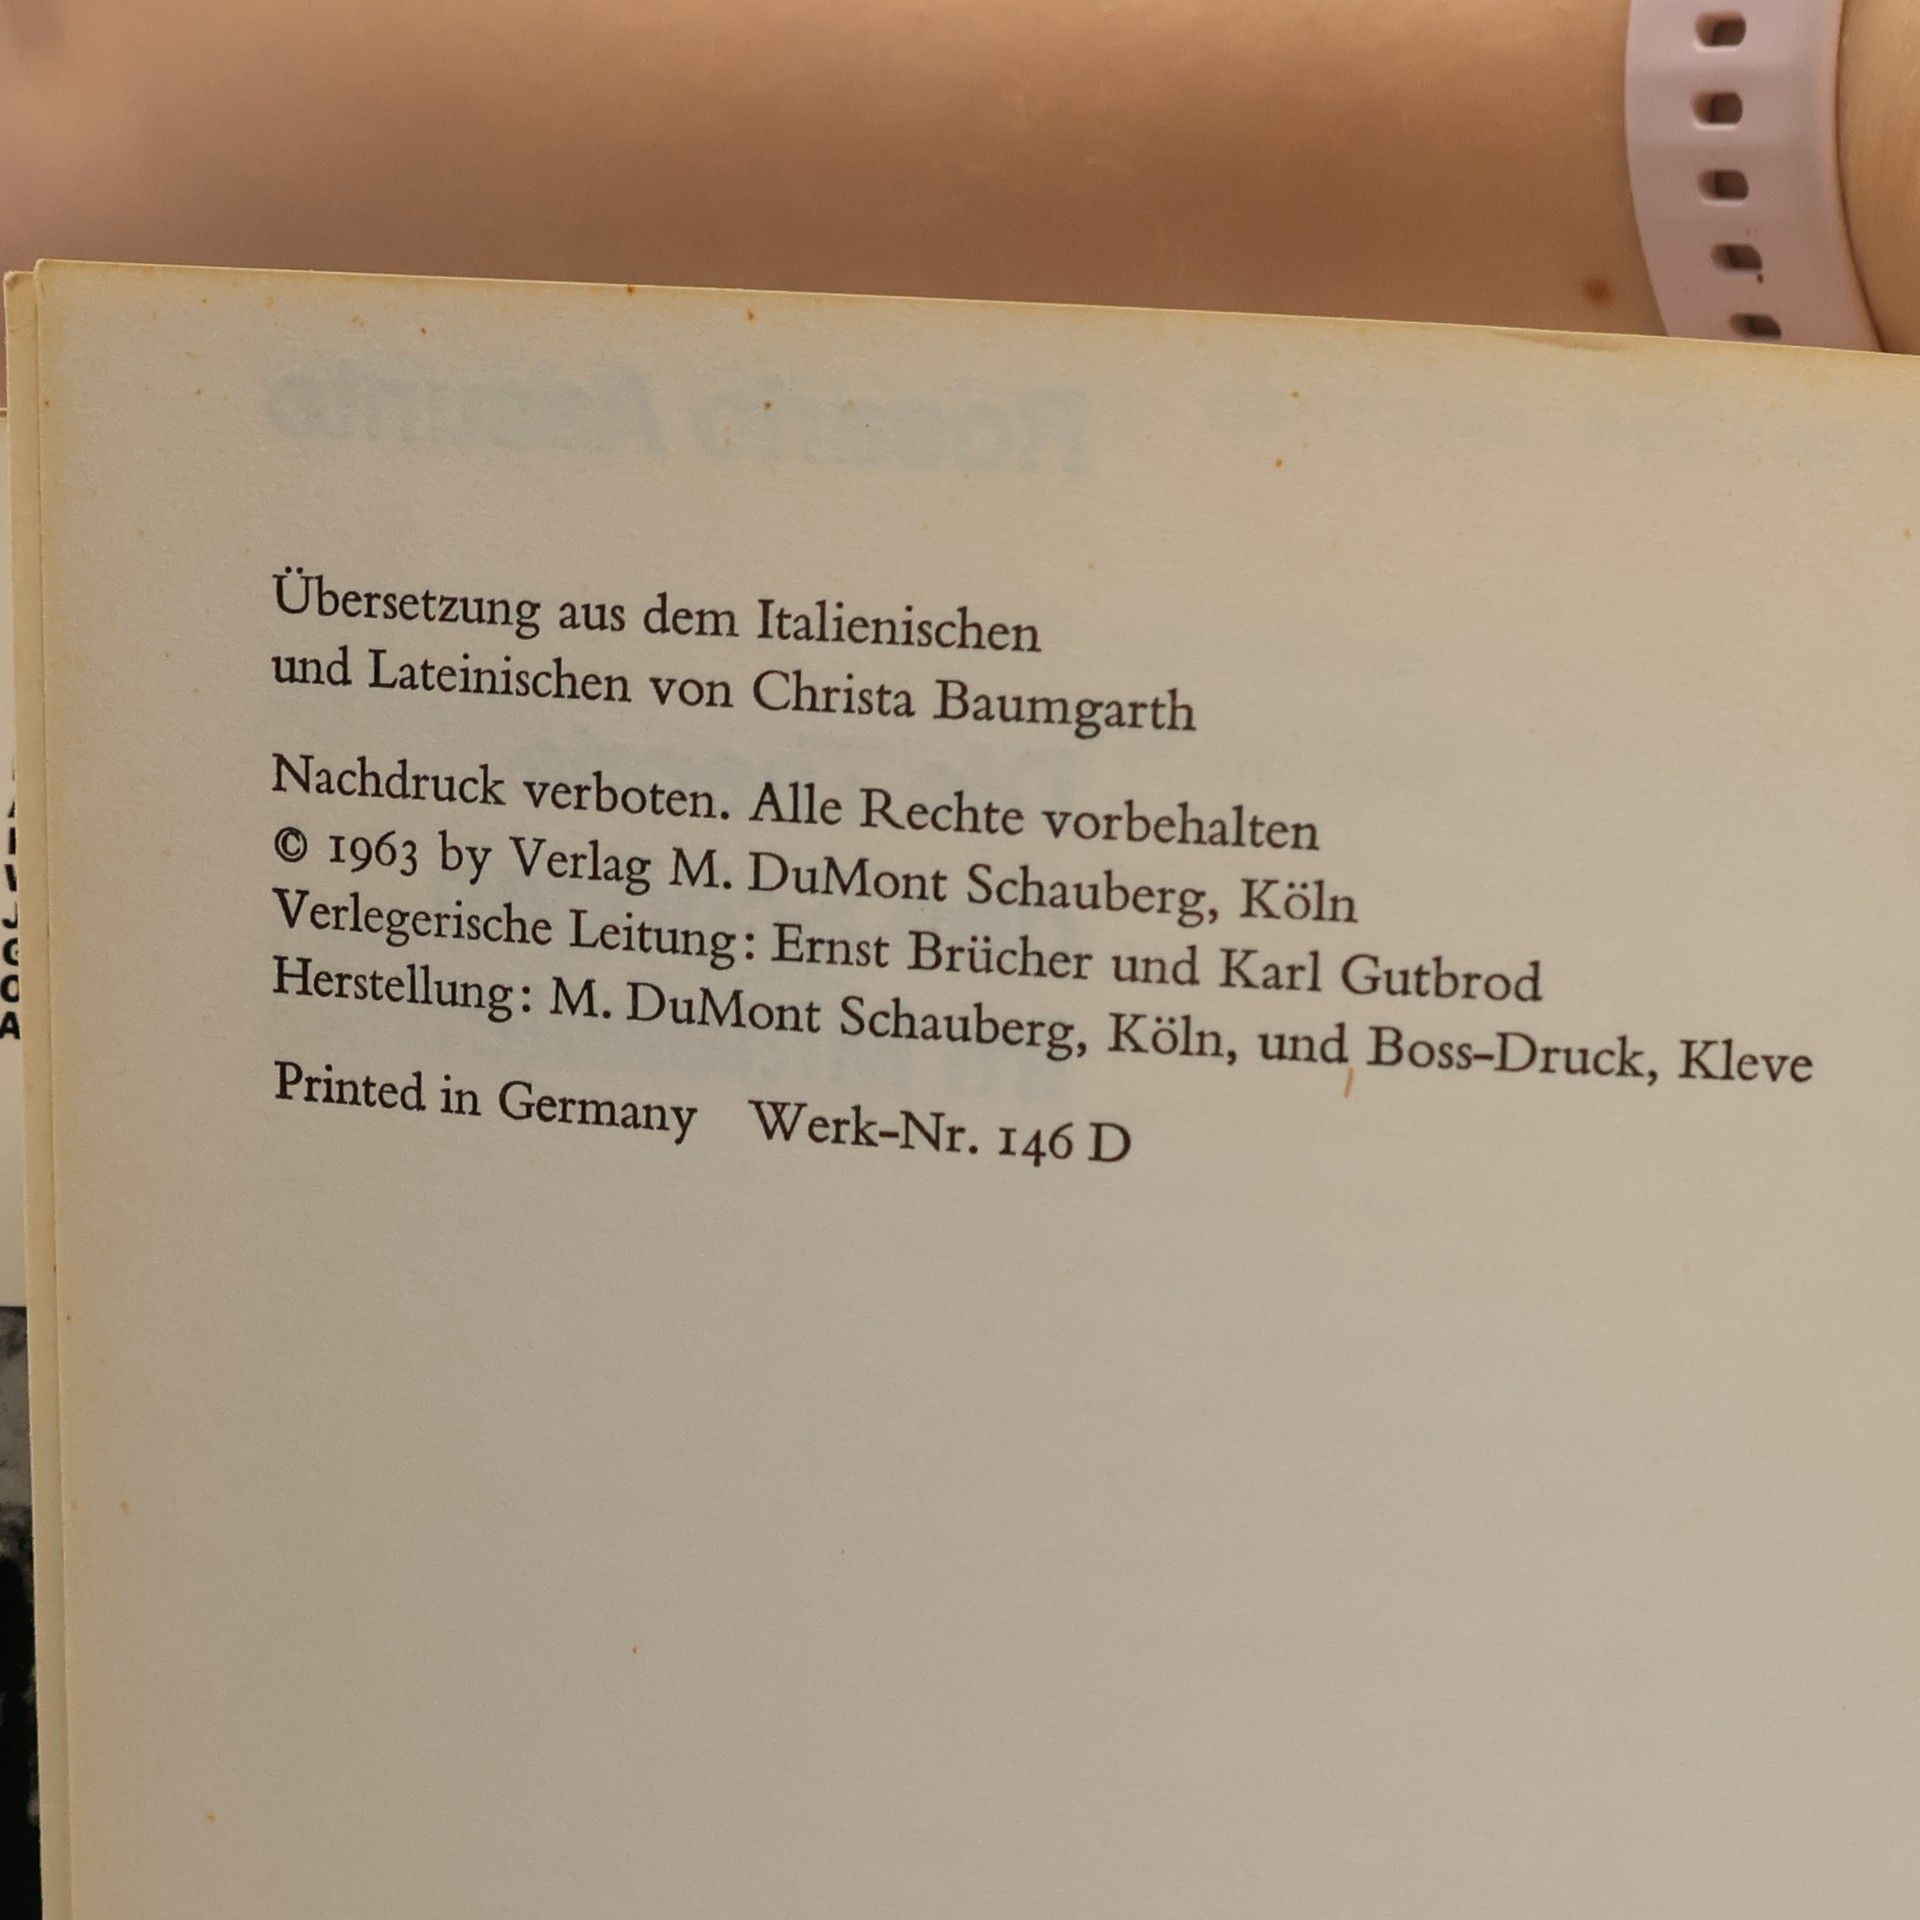 Rosario Assunto
Übersetzung aus dem Italienischen
und Lateinischen von Christa Baumgarth
Nachdruck verboten. Alle Rechte vorbehalten
© 1963 by Verlag M. DuMont Schauberg, Köln
Verlegerische Leitung: Ernst Brücher und Karl Gutbrod
Herstellung: M. DuMont Schauberg, Köln, und Boss-Druck, Kleve
Printed in Germany Werk-Nr. 146 D